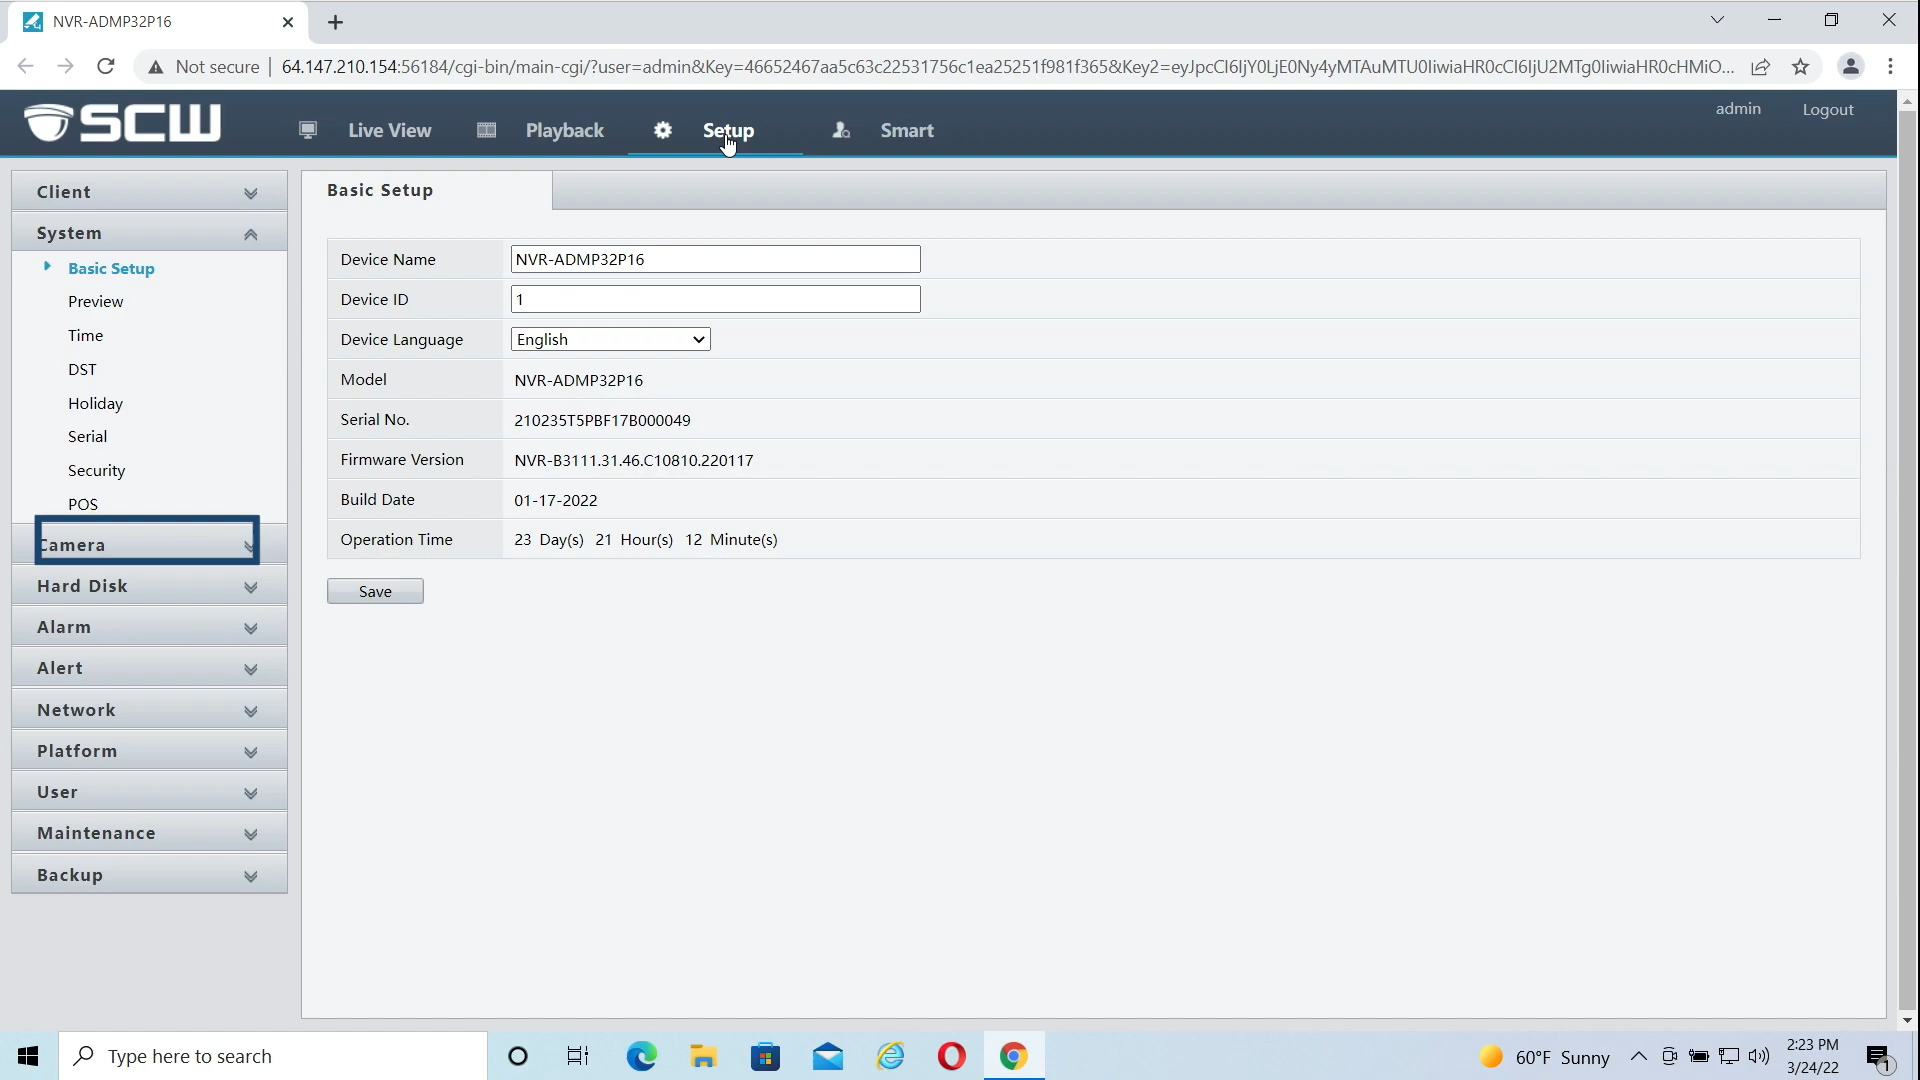 NVR-ADMP32P16
Not secure | 64.147.210.154:56184/cgi-bin/main-cgi/?user=admin&Key=46652467aa5c63c22531756c1ea25251f981f365&Key2=eyJpcCI6IjY0LjE0Ny4yMTAuMTU0IiwiaHR0cCI6IjU2MTg0IiwiaHR0cHMiO...
SCW
Live View
Playback
Setup
Smart
admin
Logout
Client
System
Basic Setup
Preview
Time
DST
Holiday
Serial
Security
POS
Camera
Hard Disk
Alarm
Alert
Network
Platform
User
Maintenance
Backup
Basic Setup
Device Name NVR-ADMP32P16
Device ID 1
Device Language English
Model NVR-ADMP32P16
Serial No. 210235T5PBF17B000049
Firmware Version NVR-B3111.31.46.C10810.220117
Build Date 01-17-2022
Operation Time 23 Day(s) 21 Hour(s) 12 Minute(s)
Save
Type here to search
60°F Sunny
2:23 PM
3/24/22
1